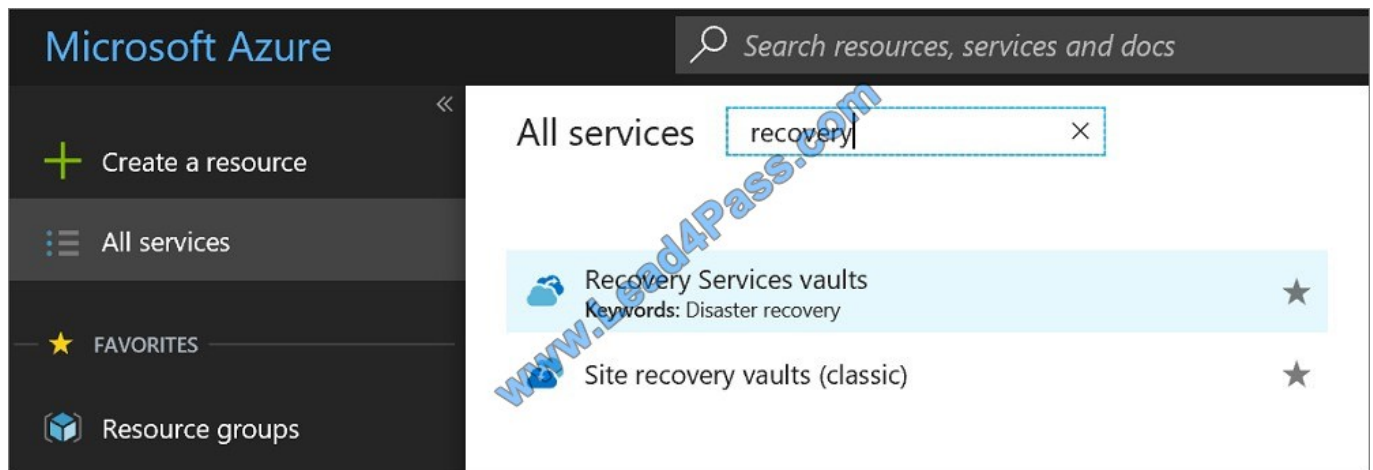 Microsoft Azure
Search resources, services and docs
Create a resource
All services
FAVORITES
Resource groups
All services
recovery
Recovery Services vaults
Keywords: Disaster recovery
Site recovery vaults (classic)
www.Lead4Pass.com